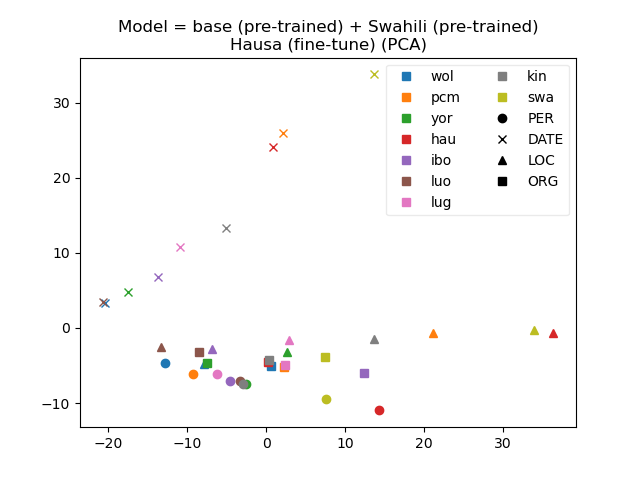 Model = base (pre-trained) + Swahili (pre-trained)
Hausa (fine-tune) (PCA)
wol
pcm
yor
hau
ibo
luo
lug
kin
swa
PER
DATE
LOC
ORG
30
20
10
0
−10
−20
−10
0
10
20
30